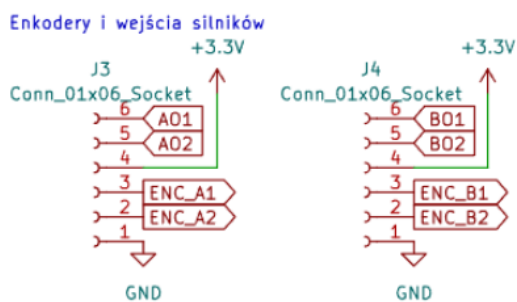 Enkodery i wejścia silników
+3.3V
J3
Conn_01x06_Socket
6 AO1
5 AO2
4
3 ENC_A1
2 ENC_A2
1
GND
+3.3V
J4
Conn_01x06_Socket
6 BO1
5 BO2
4
3 ENC_B1
2 ENC_B2
1
GND